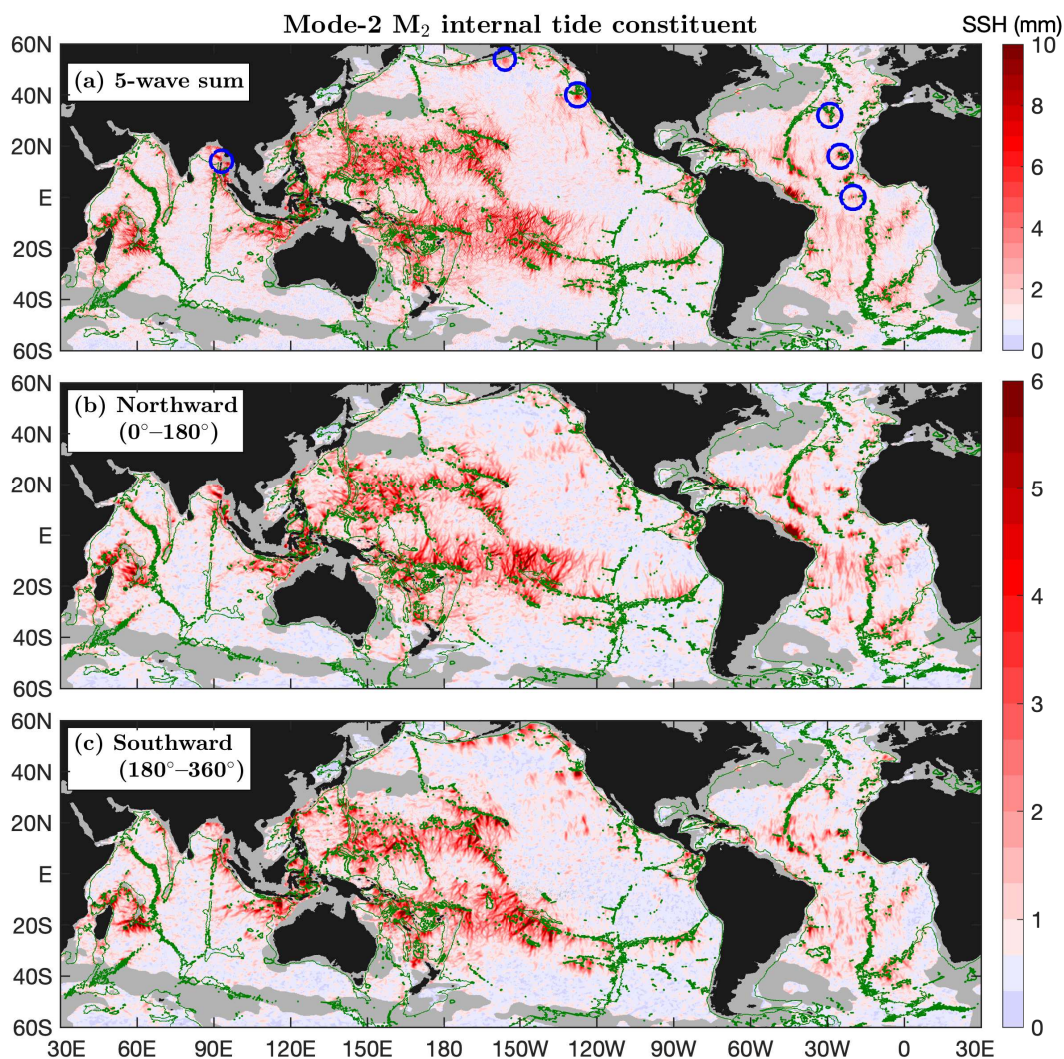 Mode-2 M₂ internal tide constituent
SSH (mm)
60N
(a) 5-wave sum
40N
20N
E
20S
40S
60S
10
8
6
4
2
0
60N
(b) Northward
(0°–180°)
40N
20N
E
20S
40S
60S
60N
(c) Southward
(180°–360°)
40N
20N
E
20S
40S
60S
6
5
4
3
2
1
0
30E 60E 90E 120E 150E 180 150W 120W 90W 60W 30W 0 30E